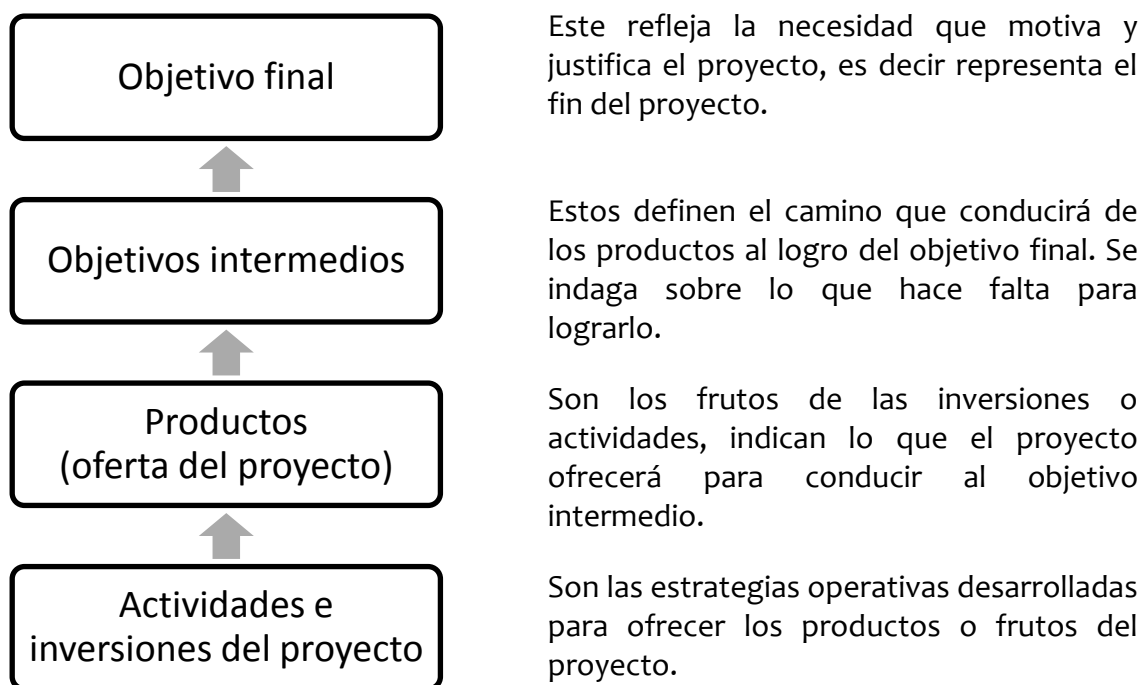 Objetivo final
Este refleja la necesidad que motiva y
justifica el proyecto, es decir representa el
fin del proyecto.
Objetivos intermedios
Estos definen el camino que conducirá de
los productos al logro del objetivo final. Se
indaga sobre lo que hace falta para
lograrlo.
Productos
(oferta del proyecto)
Son los frutos de las inversiones o
actividades, indican lo que el proyecto
ofrecerá para conducir al objetivo
intermedio.
Actividades e
inversiones del proyecto
Son las estrategias operativas desarrolladas
para ofrecer los productos o frutos del
proyecto.